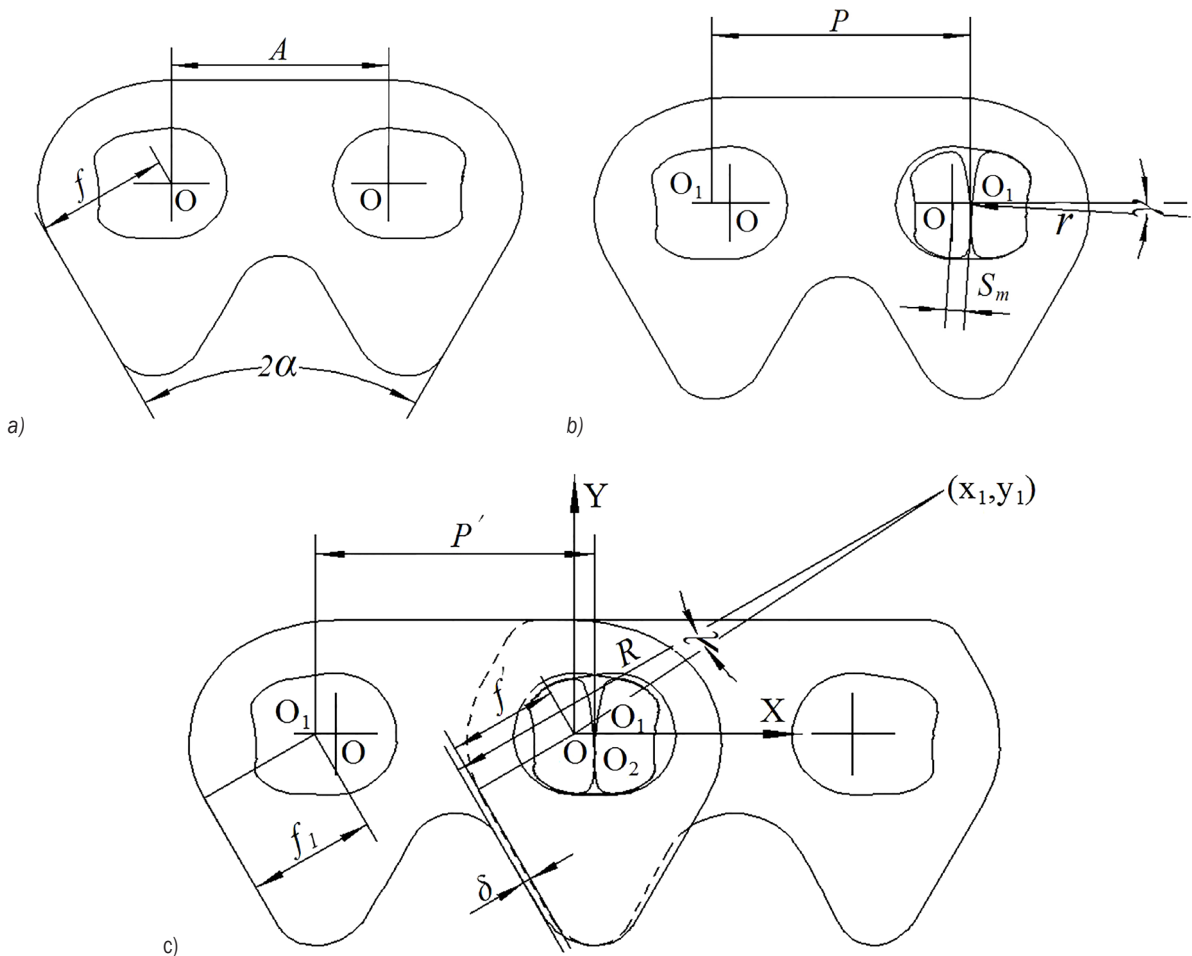 A
f
O
O
2α
a)
P
O₁
O
O
O₁
r
Sₘ
b)
Y
(x₁,y₁)
P′
R
f′
X
O₁
O
O
O₁
O₂
f₁
δ
c)